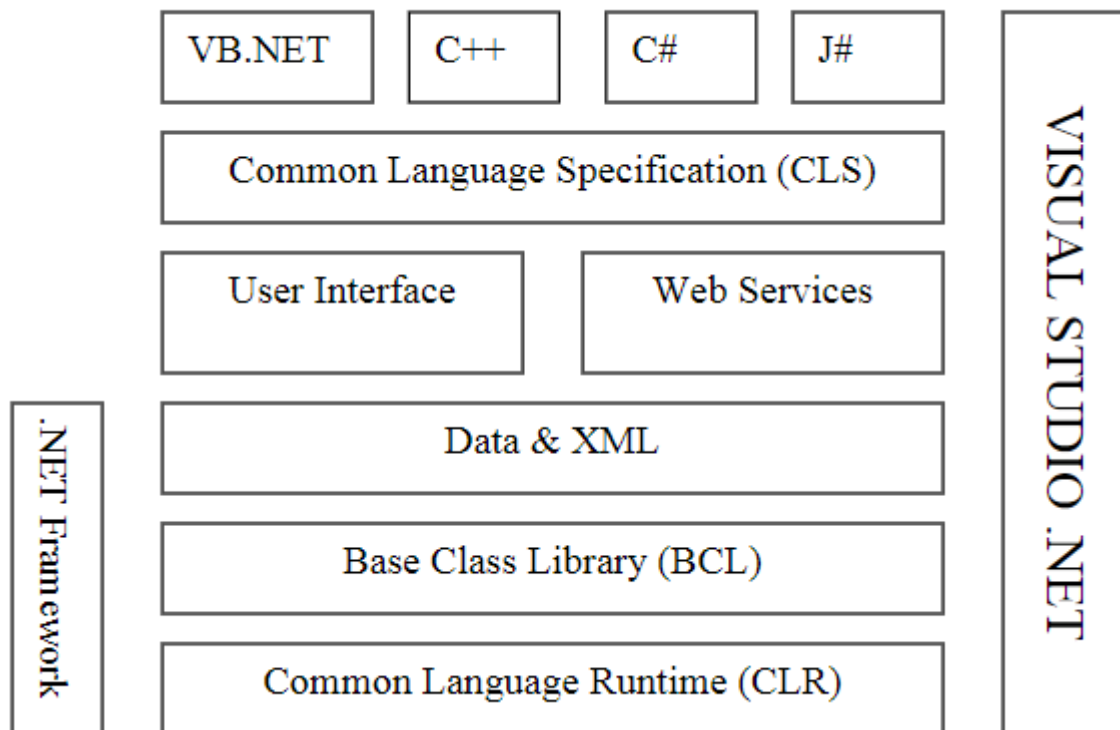 VB.NET
C++
C#
J#
Common Language Specification (CLS)
User Interface
Web Services
Data & XML
Base Class Library (BCL)
Common Language Runtime (CLR)
.NET Framework
VISUAL STUDIO .NET